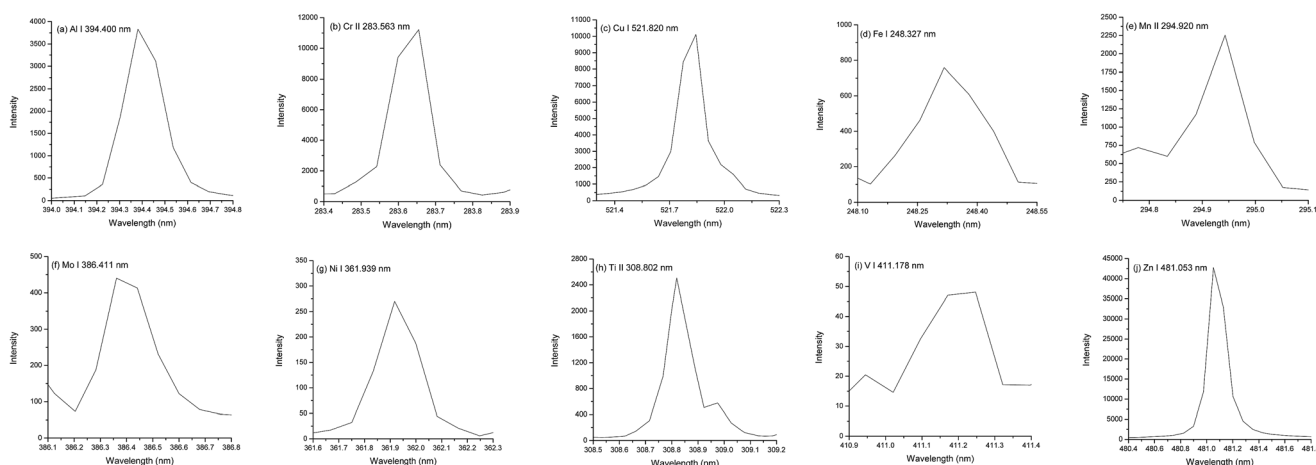 (a) Al I 394.400 nm
4000
3500
3000
2500
2000
1500
1000
500
0
Intensity
394.0 394.1 394.2 394.3 394.4 394.5 394.6 394.7 394.8
Wavelength (nm)
(b) Cr II 283.563 nm
12000
10000
8000
6000
4000
2000
0
Intensity
283.4 283.5 283.6 283.7 283.8 283.9
Wavelength (nm)
(c) Cu I 521.820 nm
11000
10000
9000
8000
7000
6000
5000
4000
3000
2000
1000
0
Intensity
521.4 521.7 522.0 522.3
Wavelength (nm)
(d) Fe I 248.327 nm
1000
800
600
400
200
0
Intensity
248.10 248.25 248.40 248.55
Wavelength (nm)
(e) Mn II 294.920 nm
2500
2250
2000
1750
1500
1250
1000
750
500
250
0
Intensity
294.8 294.9 295.0 295.1
Wavelength (nm)
(f) Mo I 386.411 nm
500
450
400
350
300
250
200
150
100
50
0
Intensity
386.1 386.2 386.3 386.4 386.5 386.6 386.7 386.8
Wavelength (nm)
(g) Ni I 361.939 nm
350
300
250
200
150
100
50
0
Intensity
361.6 361.7 361.8 361.9 362.0 362.1 362.2 362.3
Wavelength (nm)
(h) Ti II 308.802 nm
3200
2800
2400
2000
1600
1200
800
400
0
Intensity
308.5 308.6 308.7 308.8 308.9 309.0 309.1 309.2
Wavelength (nm)
(i) V I 411.178 nm
60
50
40
30
20
10
0
Intensity
410.9 411.0 411.1 411.2 411.3 411.4
Wavelength (nm)
(j) Zn I 481.053 nm
45000
40000
35000
30000
25000
20000
15000
10000
5000
0
Intensity
480.4 480.6 480.8 481.0 481.2 481.4 481.6
Wavelength (nm)